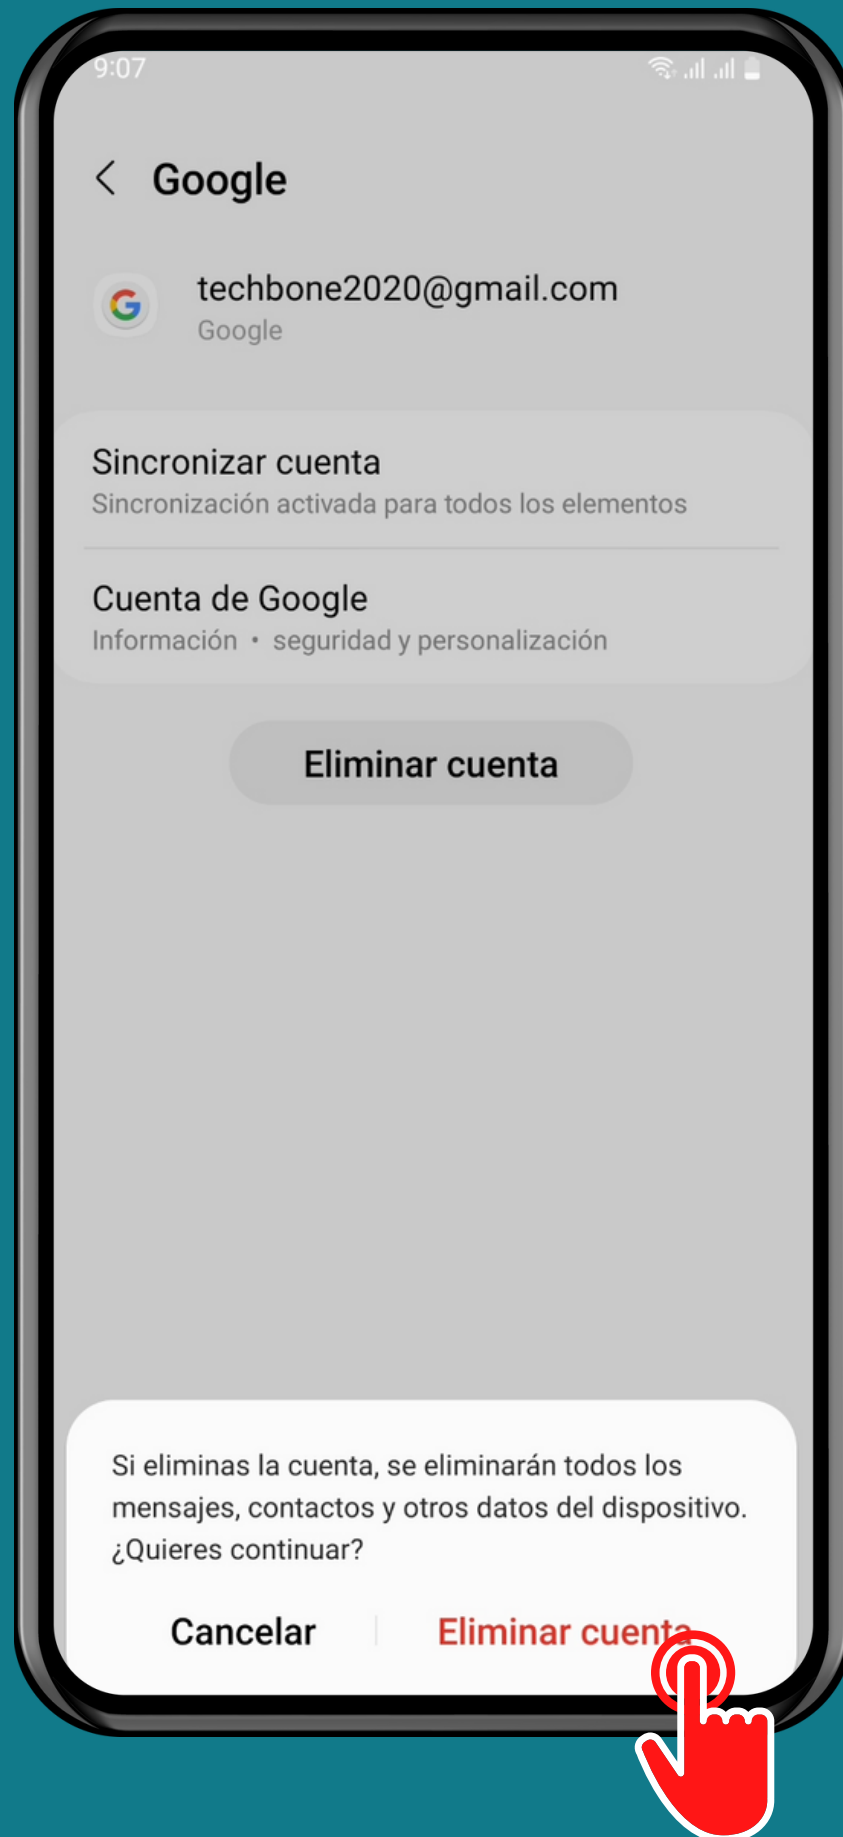 9:07
Google
techbone2020@gmail.com
Google
Sincronizar cuenta
Sincronización activada para todos los elementos
Cuenta de Google
Información • seguridad y personalización
Eliminar cuenta
Si eliminas la cuenta, se eliminarán todos los
mensajes, contactos y otros datos del dispositivo.
¿Quieres continuar?
Cancelar
Eliminar cuenta